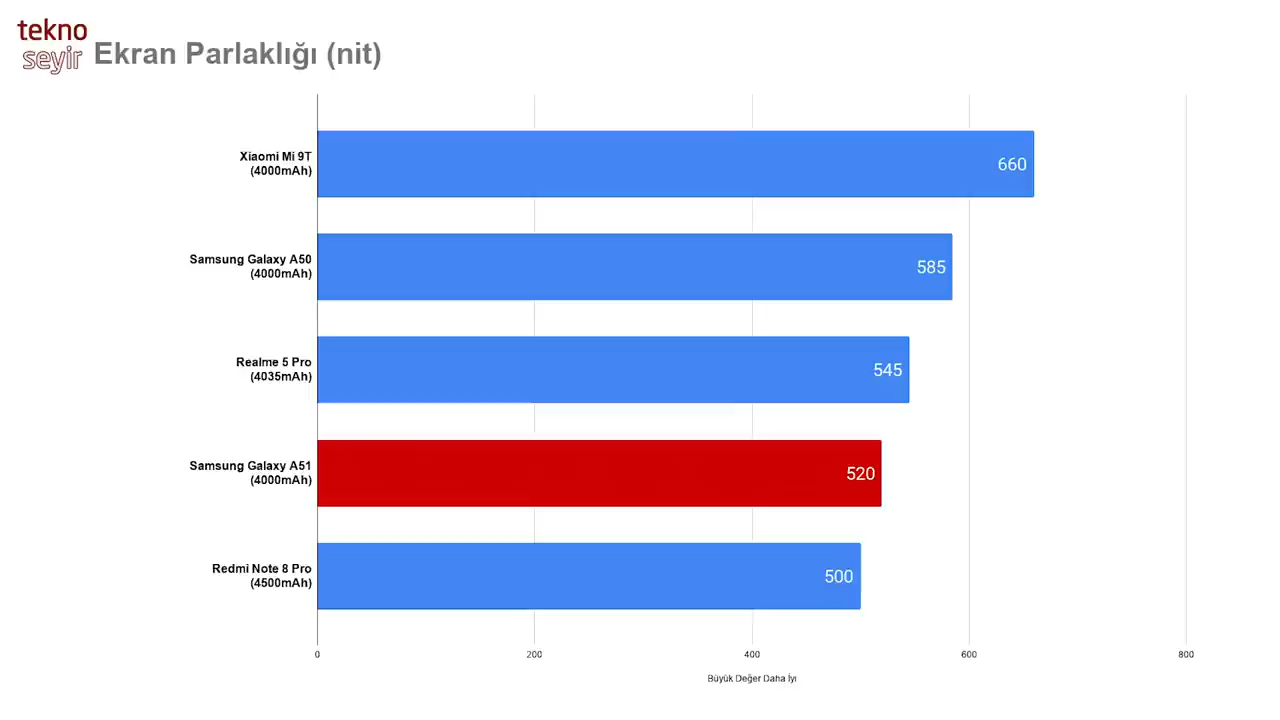 tekno
seyir
Ekran Parlaklığı (nit)
Xiaomi Mi 9T
(4000mAh)
660
Samsung Galaxy A50
(4000mAh)
585
Realme 5 Pro
(4035mAh)
545
Samsung Galaxy A51
(4000mAh)
520
Redmi Note 8 Pro
(4500mAh)
500
0 200 400 600 800
Büyük Değer Daha İyi